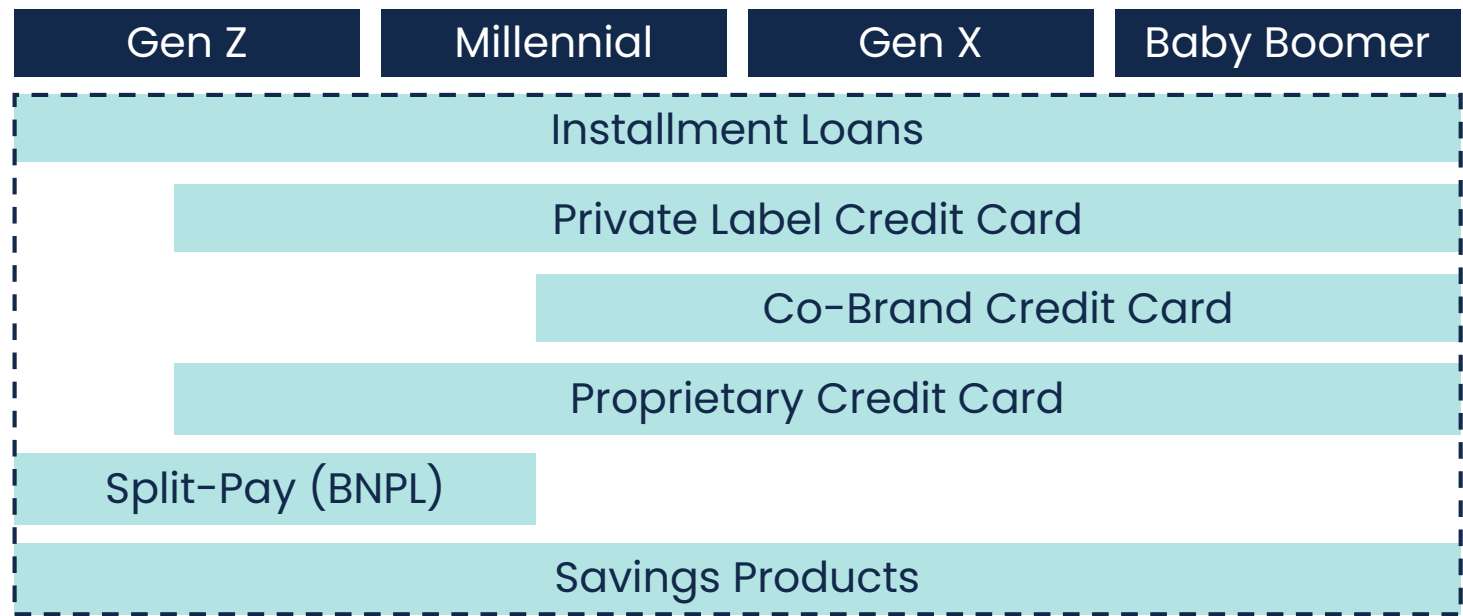 Gen Z
Millennial
Gen X
Baby Boomer
Installment Loans
Private Label Credit Card
Co-Brand Credit Card
Proprietary Credit Card
Split-Pay (BNPL)
Savings Products